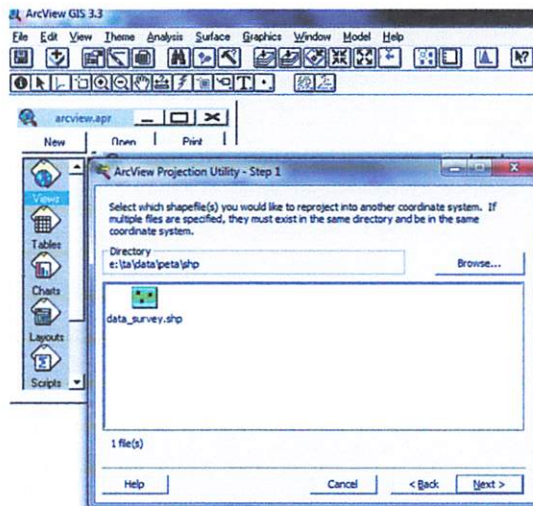 ArcView GIS 3.3
File Edit View Theme Analysis Surface Graphics Window Model Help
arcview.apr
New Open Print
Views
Tables
Charts
Layouts
Scripts
ArcView Projection Utility - Step 1
Select which shapefile(s) you would like to reproject into another coordinate system. If
multiple files are specified, they must exist in the same directory and be in the same
coordinate system.
Directory
e:\ta\data\peta\shp
Browse...
data_survey.shp
1 file(s)
Help Cancel < Back Next >